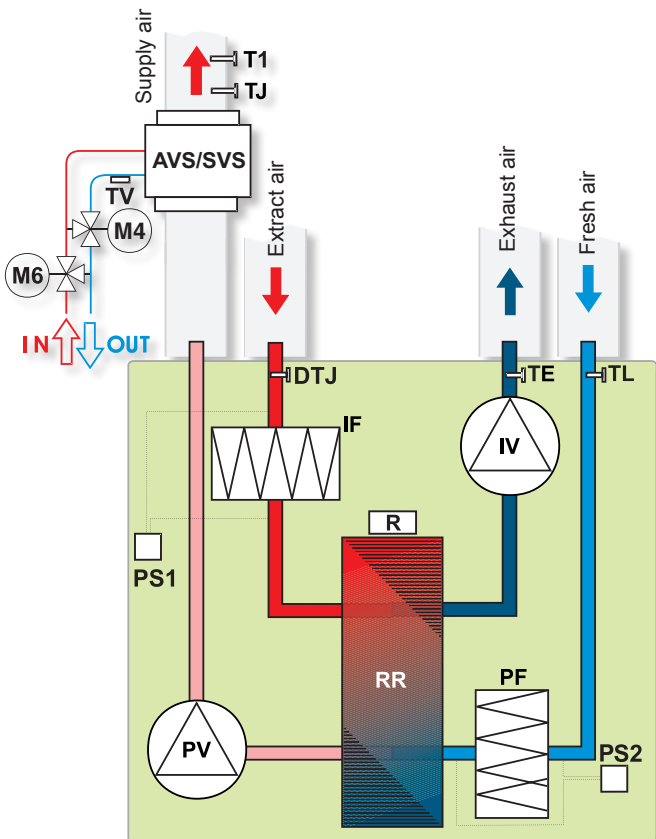 Supply air
T1
TJ
AVS/SVS
TV
M4
M6
IN
OUT
Extract air
Exhaust air
Fresh air
DTJ
TE
TL
IF
IV
R
PS1
RR
PF
PV
PS2